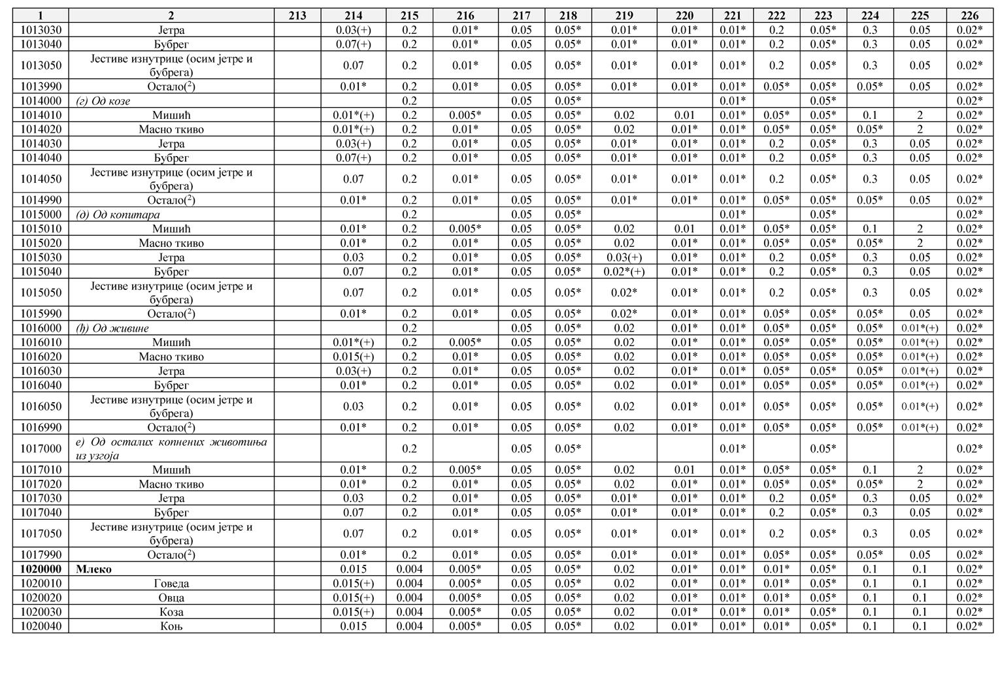 1 2 213 214 215 216 217 218 219 220 221 222 223 224 225 226
1013030 Јетра 0.03(+) 0.2 0.01* 0.05 0.05* 0.01* 0.01* 0.01* 0.2 0.05* 0.3 0.05 0.02*
1013040 Бубрег 0.07(+) 0.2 0.01* 0.05 0.05* 0.01* 0.01* 0.01* 0.2 0.05* 0.3 0.05 0.02*
1013050 Јестиве изнутрице (осим јетре и
бубрега) 0.07 0.2 0.01* 0.05 0.05* 0.01* 0.01* 0.01* 0.2 0.05* 0.3 0.05 0.02*
1013990 Остало(²) 0.01* 0.2 0.01* 0.05 0.05* 0.01* 0.01* 0.01* 0.05* 0.05* 0.05* 0.05 0.02*
1014000 (г) Од козе 0.2 0.05 0.05* 0.01* 0.05* 0.02*
1014010 Мишић 0.01*(+) 0.2 0.005* 0.05 0.05* 0.02 0.01 0.01* 0.05* 0.05* 0.1 2 0.02*
1014020 Масно ткиво 0.01*(+) 0.2 0.01* 0.05 0.05* 0.02 0.01* 0.01* 0.05* 0.05* 0.05* 2 0.02*
1014030 Јетра 0.03(+) 0.2 0.01* 0.05 0.05* 0.01* 0.01* 0.01* 0.2 0.05* 0.3 0.05 0.02*
1014040 Бубрег 0.07(+) 0.2 0.01* 0.05 0.05* 0.01* 0.01* 0.01* 0.2 0.05* 0.3 0.05 0.02*
1014050 Јестиве изнутрице (осим јетре и
бубрега) 0.07 0.2 0.01* 0.05 0.05* 0.01* 0.01* 0.01* 0.2 0.05* 0.3 0.05 0.02*
1014990 Остало(²) 0.01* 0.2 0.01* 0.05 0.05* 0.01* 0.01* 0.01* 0.05* 0.05* 0.05* 0.05 0.02*
1015000 (д) Од копитара 0.2 0.05 0.05* 0.01* 0.05* 0.02*
1015010 Мишић 0.01* 0.2 0.005* 0.05 0.05* 0.02 0.01 0.01* 0.05* 0.05* 0.1 2 0.02*
1015020 Масно ткиво 0.01* 0.2 0.01* 0.05 0.05* 0.02 0.01* 0.01* 0.05* 0.05* 0.05* 2 0.02*
1015030 Јетра 0.03 0.2 0.01* 0.05 0.05* 0.03(+) 0.01* 0.01* 0.2 0.05* 0.3 0.05 0.02*
1015040 Бубрег 0.07 0.2 0.01* 0.05 0.05* 0.02*(+) 0.01* 0.01* 0.2 0.05* 0.3 0.05 0.02*
1015050 Јестиве изнутрице (осим јетре и
бубрега) 0.07 0.2 0.01* 0.05 0.05* 0.02* 0.01* 0.01* 0.2 0.05* 0.3 0.05 0.02*
1015990 Остало(²) 0.01* 0.2 0.01* 0.05 0.05* 0.02* 0.01* 0.01* 0.05* 0.05* 0.05* 0.05 0.02*
1016000 (ђ) Од живине 0.2 0.05 0.05* 0.02 0.01* 0.01* 0.05* 0.05* 0.05* 0.01*(+) 0.02*
1016010 Мишић 0.01*(+) 0.2 0.005* 0.05 0.05* 0.02 0.01* 0.01* 0.05* 0.05* 0.05* 0.01*(+) 0.02*
1016020 Масно ткиво 0.015(+) 0.2 0.01* 0.05 0.05* 0.02 0.01* 0.01* 0.05* 0.05* 0.05* 0.01*(+) 0.02*
1016030 Јетра 0.03(+) 0.2 0.01* 0.05 0.05* 0.02 0.01* 0.01* 0.05* 0.05* 0.05* 0.01*(+) 0.02*
1016040 Бубрег 0.01* 0.2 0.01* 0.05 0.05* 0.02 0.01* 0.01* 0.05* 0.05* 0.05* 0.01*(+) 0.02*
1016050 Јестиве изнутрице (осим јетре и
бубрега) 0.03 0.2 0.01* 0.05 0.05* 0.02 0.01* 0.01* 0.05* 0.05* 0.05* 0.01*(+) 0.02*
1016990 Остало(²) 0.01* 0.2 0.01* 0.05 0.05* 0.02 0.01* 0.01* 0.05* 0.05* 0.05* 0.01*(+) 0.02*
1017000 е) Од осталих копнених животиња
из узгоја 0.2 0.05 0.05* 0.01* 0.05* 0.02*
1017010 Мишић 0.01* 0.2 0.005* 0.05 0.05* 0.02 0.01 0.01* 0.05* 0.05* 0.1 2 0.02*
1017020 Масно ткиво 0.01* 0.2 0.01* 0.05 0.05* 0.02 0.01* 0.01* 0.05* 0.05* 0.05* 2 0.02*
1017030 Јетра 0.03 0.2 0.01* 0.05 0.05* 0.01* 0.01* 0.01* 0.2 0.05* 0.3 0.05 0.02*
1017040 Бубрег 0.07 0.2 0.01* 0.05 0.05* 0.01* 0.01* 0.01* 0.2 0.05* 0.3 0.05 0.02*
1017050 Јестиве изнутрице (осим јетре и
бубрега) 0.07 0.2 0.01* 0.05 0.05* 0.01* 0.01* 0.01* 0.2 0.05* 0.3 0.05 0.02*
1017990 Остало(²) 0.01* 0.2 0.01* 0.05 0.05* 0.01* 0.01* 0.01* 0.05* 0.05* 0.05* 0.05 0.02*
1020000 Млеко 0.015 0.004 0.005* 0.05 0.05* 0.02 0.01* 0.01* 0.01* 0.05* 0.1 0.1 0.02*
1020010 Говеда 0.015(+) 0.004 0.005* 0.05 0.05* 0.02 0.01* 0.01* 0.01* 0.05* 0.1 0.1 0.02*
1020020 Овца 0.015(+) 0.004 0.005* 0.05 0.05* 0.02 0.01* 0.01* 0.01* 0.05* 0.1 0.1 0.02*
1020030 Коза 0.015(+) 0.004 0.005* 0.05 0.05* 0.02 0.01* 0.01* 0.01* 0.05* 0.1 0.1 0.02*
1020040 Коњ 0.015 0.004 0.005* 0.05 0.05* 0.02 0.01* 0.01* 0.01* 0.05* 0.1 0.1 0.02*